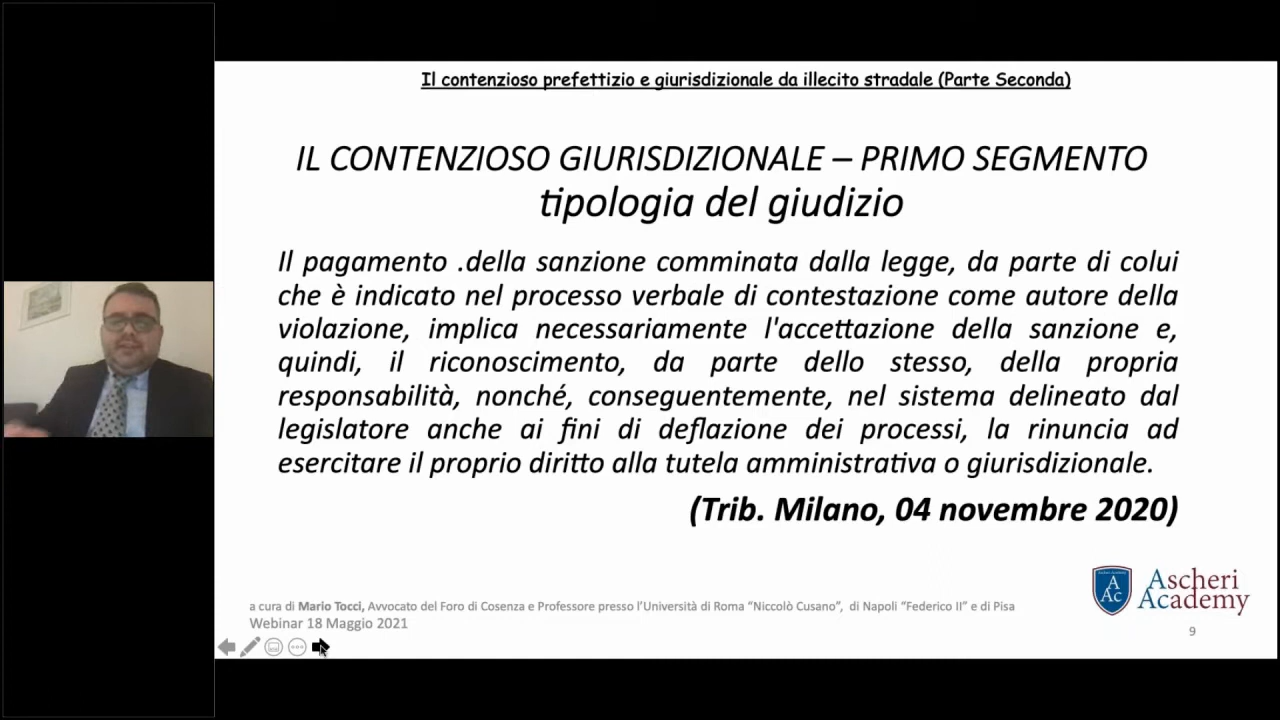 Il contenzioso prefettizio e giurisdizionale da illecito stradale (Parte Seconda)
IL CONTENZIOSO GIURISDIZIONALE – PRIMO SEGMENTO
tipologia del giudizio
Il pagamento .della sanzione comminata dalla legge, da parte di colui
che è indicato nel processo verbale di contestazione come autore della
violazione, implica necessariamente l'accettazione della sanzione e,
quindi, il riconoscimento, da parte dello stesso, della propria
responsabilità, nonché, conseguentemente, nel sistema delineato dal
legislatore anche ai fini di deflazione dei processi, la rinuncia ad
esercitare il proprio diritto alla tutela amministrativa o giurisdizionale.
(Trib. Milano, 04 novembre 2020)
A
Ac
Ascheri
Academy
a cura di Mario Tocci, Avvocato del Foro di Cosenza e Professore presso l'Università di Roma “Niccolò Cusano”, di Napoli “Federico II” e di Pisa
Webinar 18 Maggio 2021
9